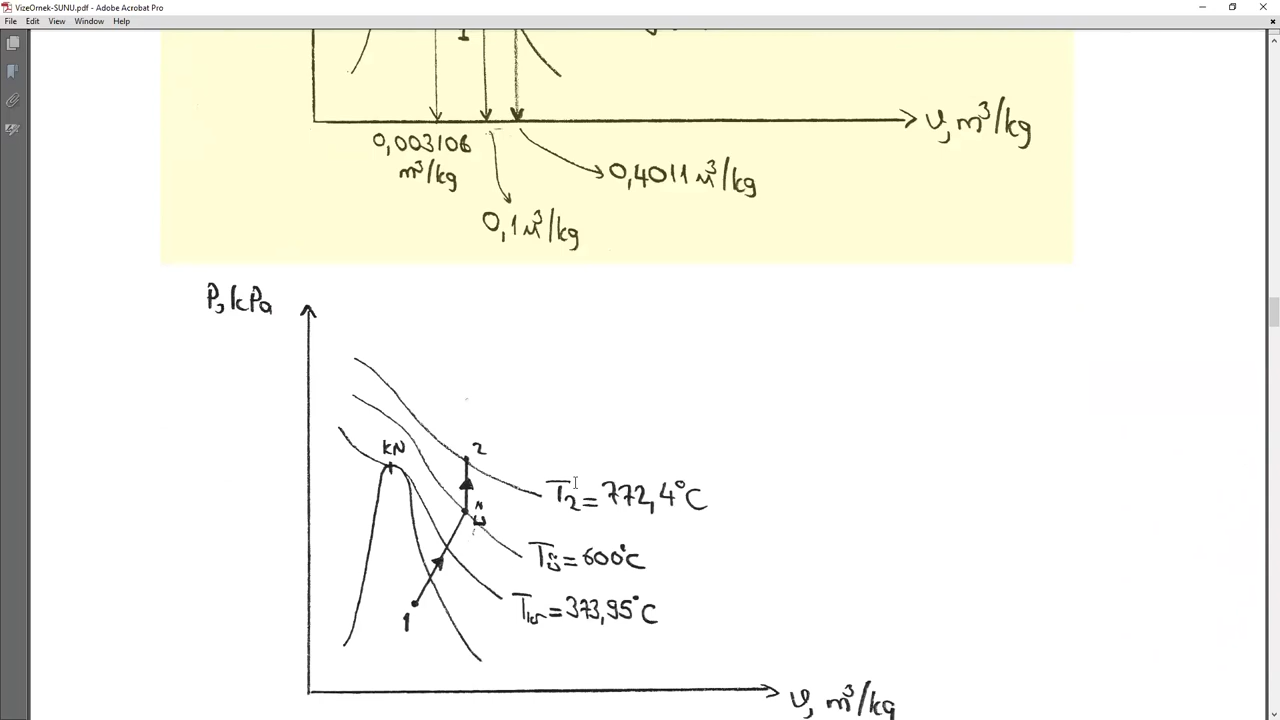 VizeOrnek-SUNU.pdf - Adobe Acrobat Pro
File Edit View Window Help
1
ν, m³/kg
0,003106
m³/kg
0,4011 m³/kg
0,1 m³/kg
P, kPa
KN
2
T₂ = 772,4°C
ü
Tü = 600°C
Tkr = 373,95°C
1
ν, m³/kg